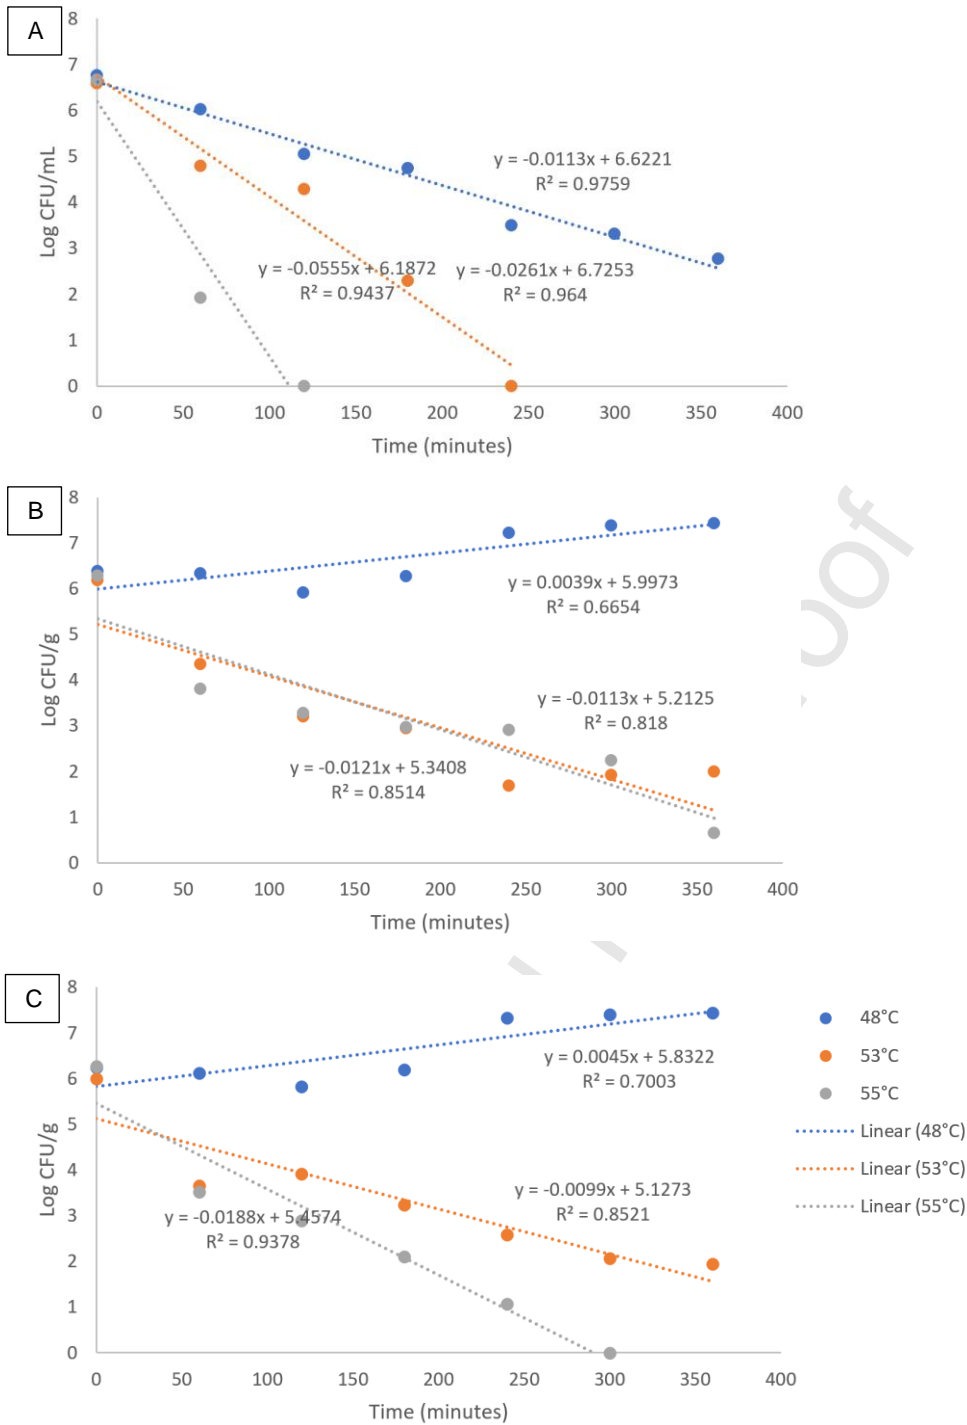 A
8
7
6
5
4
3
2
1
0
Log CFU/mL
y = -0.0113x + 6.6221
R² = 0.9759
y = -0.0555x + 6.1872
R² = 0.9437
y = -0.0261x + 6.7253
R² = 0.964
0 50 100 150 200 250 300 350 400
Time (minutes)
B
8
7
6
5
4
3
2
1
0
Log CFU/g
y = 0.0039x + 5.9973
R² = 0.6654
y = -0.0113x + 5.2125
R² = 0.818
y = -0.0121x + 5.3408
R² = 0.8514
0 50 100 150 200 250 300 350 400
Time (minutes)
C
8
7
6
5
4
3
2
1
0
Log CFU/g
y = 0.0045x + 5.8322
R² = 0.7003
y = -0.0099x + 5.1273
R² = 0.8521
y = -0.0188x + 5.4574
R² = 0.9378
0 50 100 150 200 250 300 350 400
Time (minutes)
48°C
53°C
55°C
Linear (48°C)
Linear (53°C)
Linear (55°C)